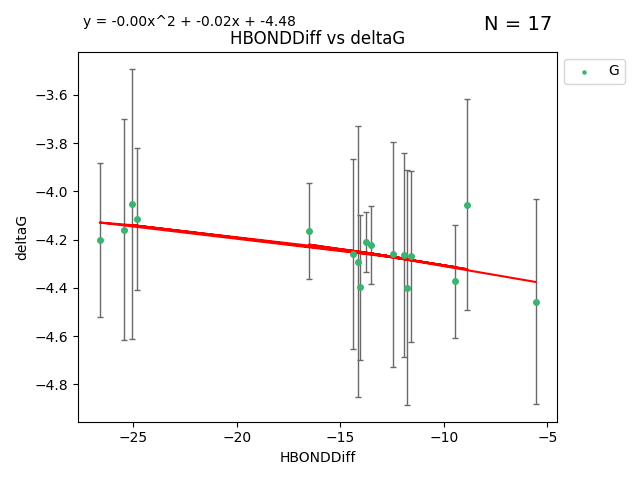 y = -0.00x^2 + -0.02x + -4.48
N = 17
HBONDDiff vs deltaG
G
−3.6
−3.8
−4.0
−4.2
−4.4
−4.6
−4.8
deltaG
−25
−20
−15
−10
−5
HBONDDiff